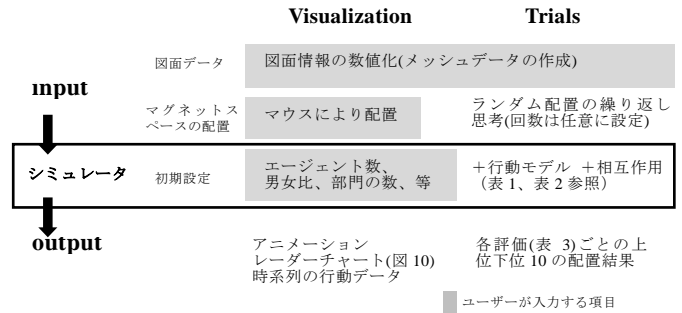 Visualization Trials
図面データ 図面情報の数値化(メッシュデータの作成)
input
マグネットス
ペースの配置
マウスにより配置
ランダム配置の繰り返し
思考(回数は任意に設定)
シミュレータ
初期設定
エージェント数、
男女比、部門の数、等
＋行動モデル ＋相互作用
（表 1、表 2 参照）
output
アニメーション
レーダーチャート(図 10)
時系列の行動データ
各評価(表 3)ごとの上
位下位 10 の配置結果
ユーザーが入力する項目